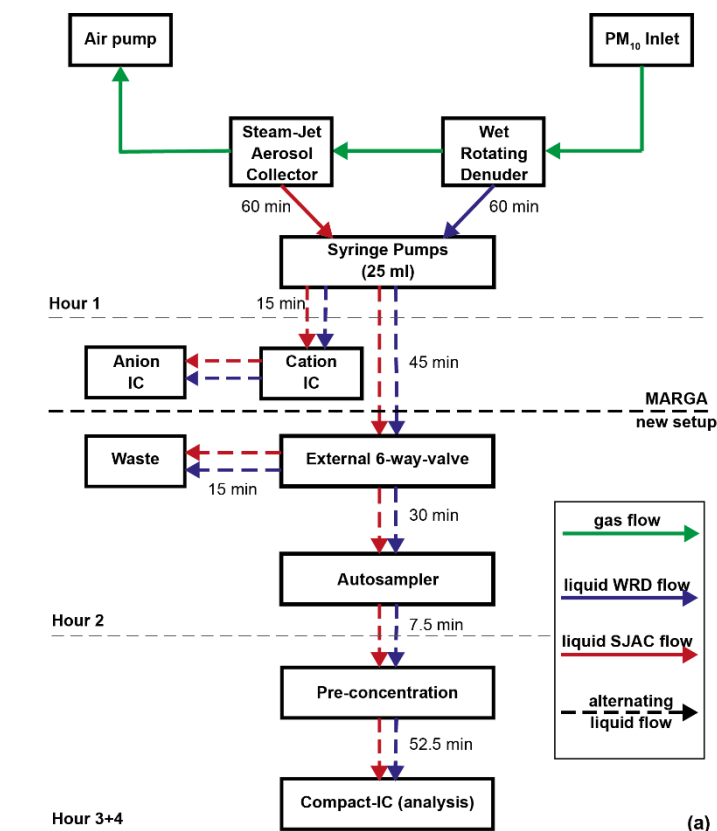 Air pump
PM10 Inlet
Steam-Jet
Aerosol
Collector
Wet
Rotating
Denuder
60 min
60 min
Syringe Pumps
(25 ml)
Hour 1
15 min
Anion
IC
Cation
IC
45 min
MARGA
new setup
Waste
External 6-way-valve
15 min
30 min
Autosampler
Hour 2
7.5 min
Pre-concentration
52.5 min
Compact-IC (analysis)
Hour 3+4
gas flow
liquid WRD flow
liquid SJAC flow
alternating
liquid flow
(a)